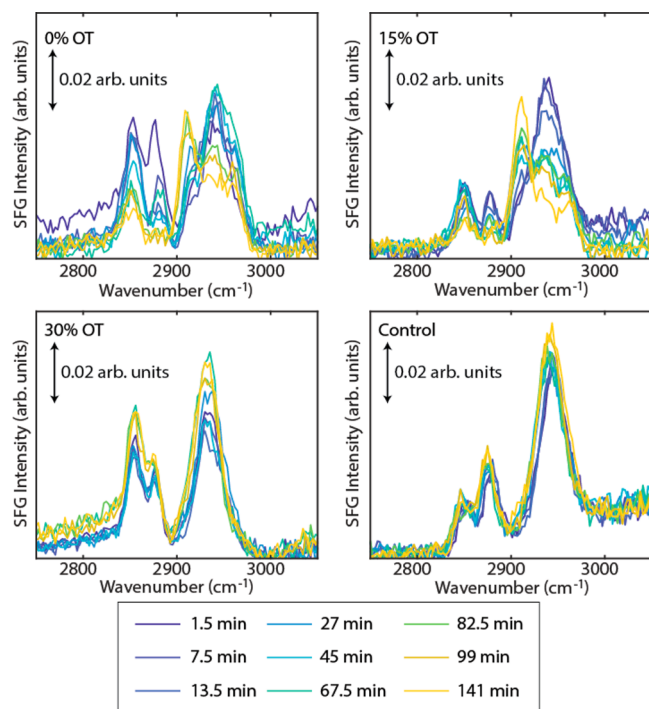 0% OT
0.02 arb. units
SFG Intensity (arb. units)
2800 2900 3000
Wavenumber (cm⁻¹)
15% OT
0.02 arb. units
SFG Intensity (arb. units)
2800 2900 3000
Wavenumber (cm⁻¹)
30% OT
0.02 arb. units
SFG Intensity (arb. units)
2800 2900 3000
Wavenumber (cm⁻¹)
Control
0.02 arb. units
SFG Intensity (arb. units)
2800 2900 3000
Wavenumber (cm⁻¹)
1.5 min 27 min 82.5 min
7.5 min 45 min 99 min
13.5 min 67.5 min 141 min